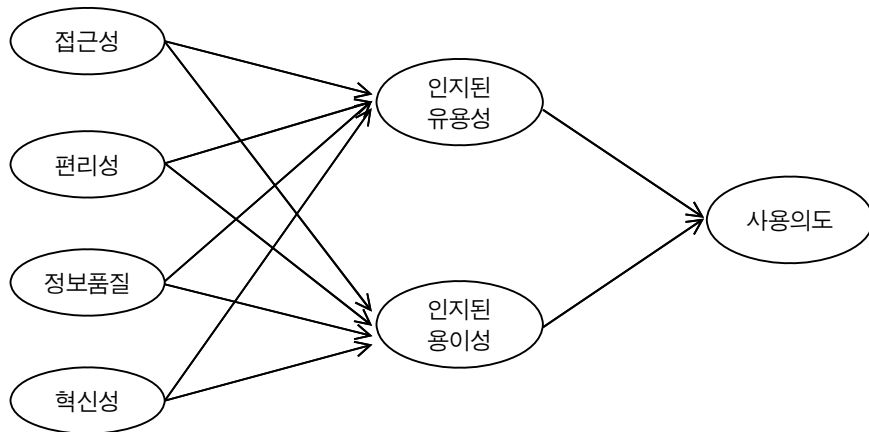 접근성
편리성
정보품질
혁신성
인지된
유용성
인지된
용이성
사용의도